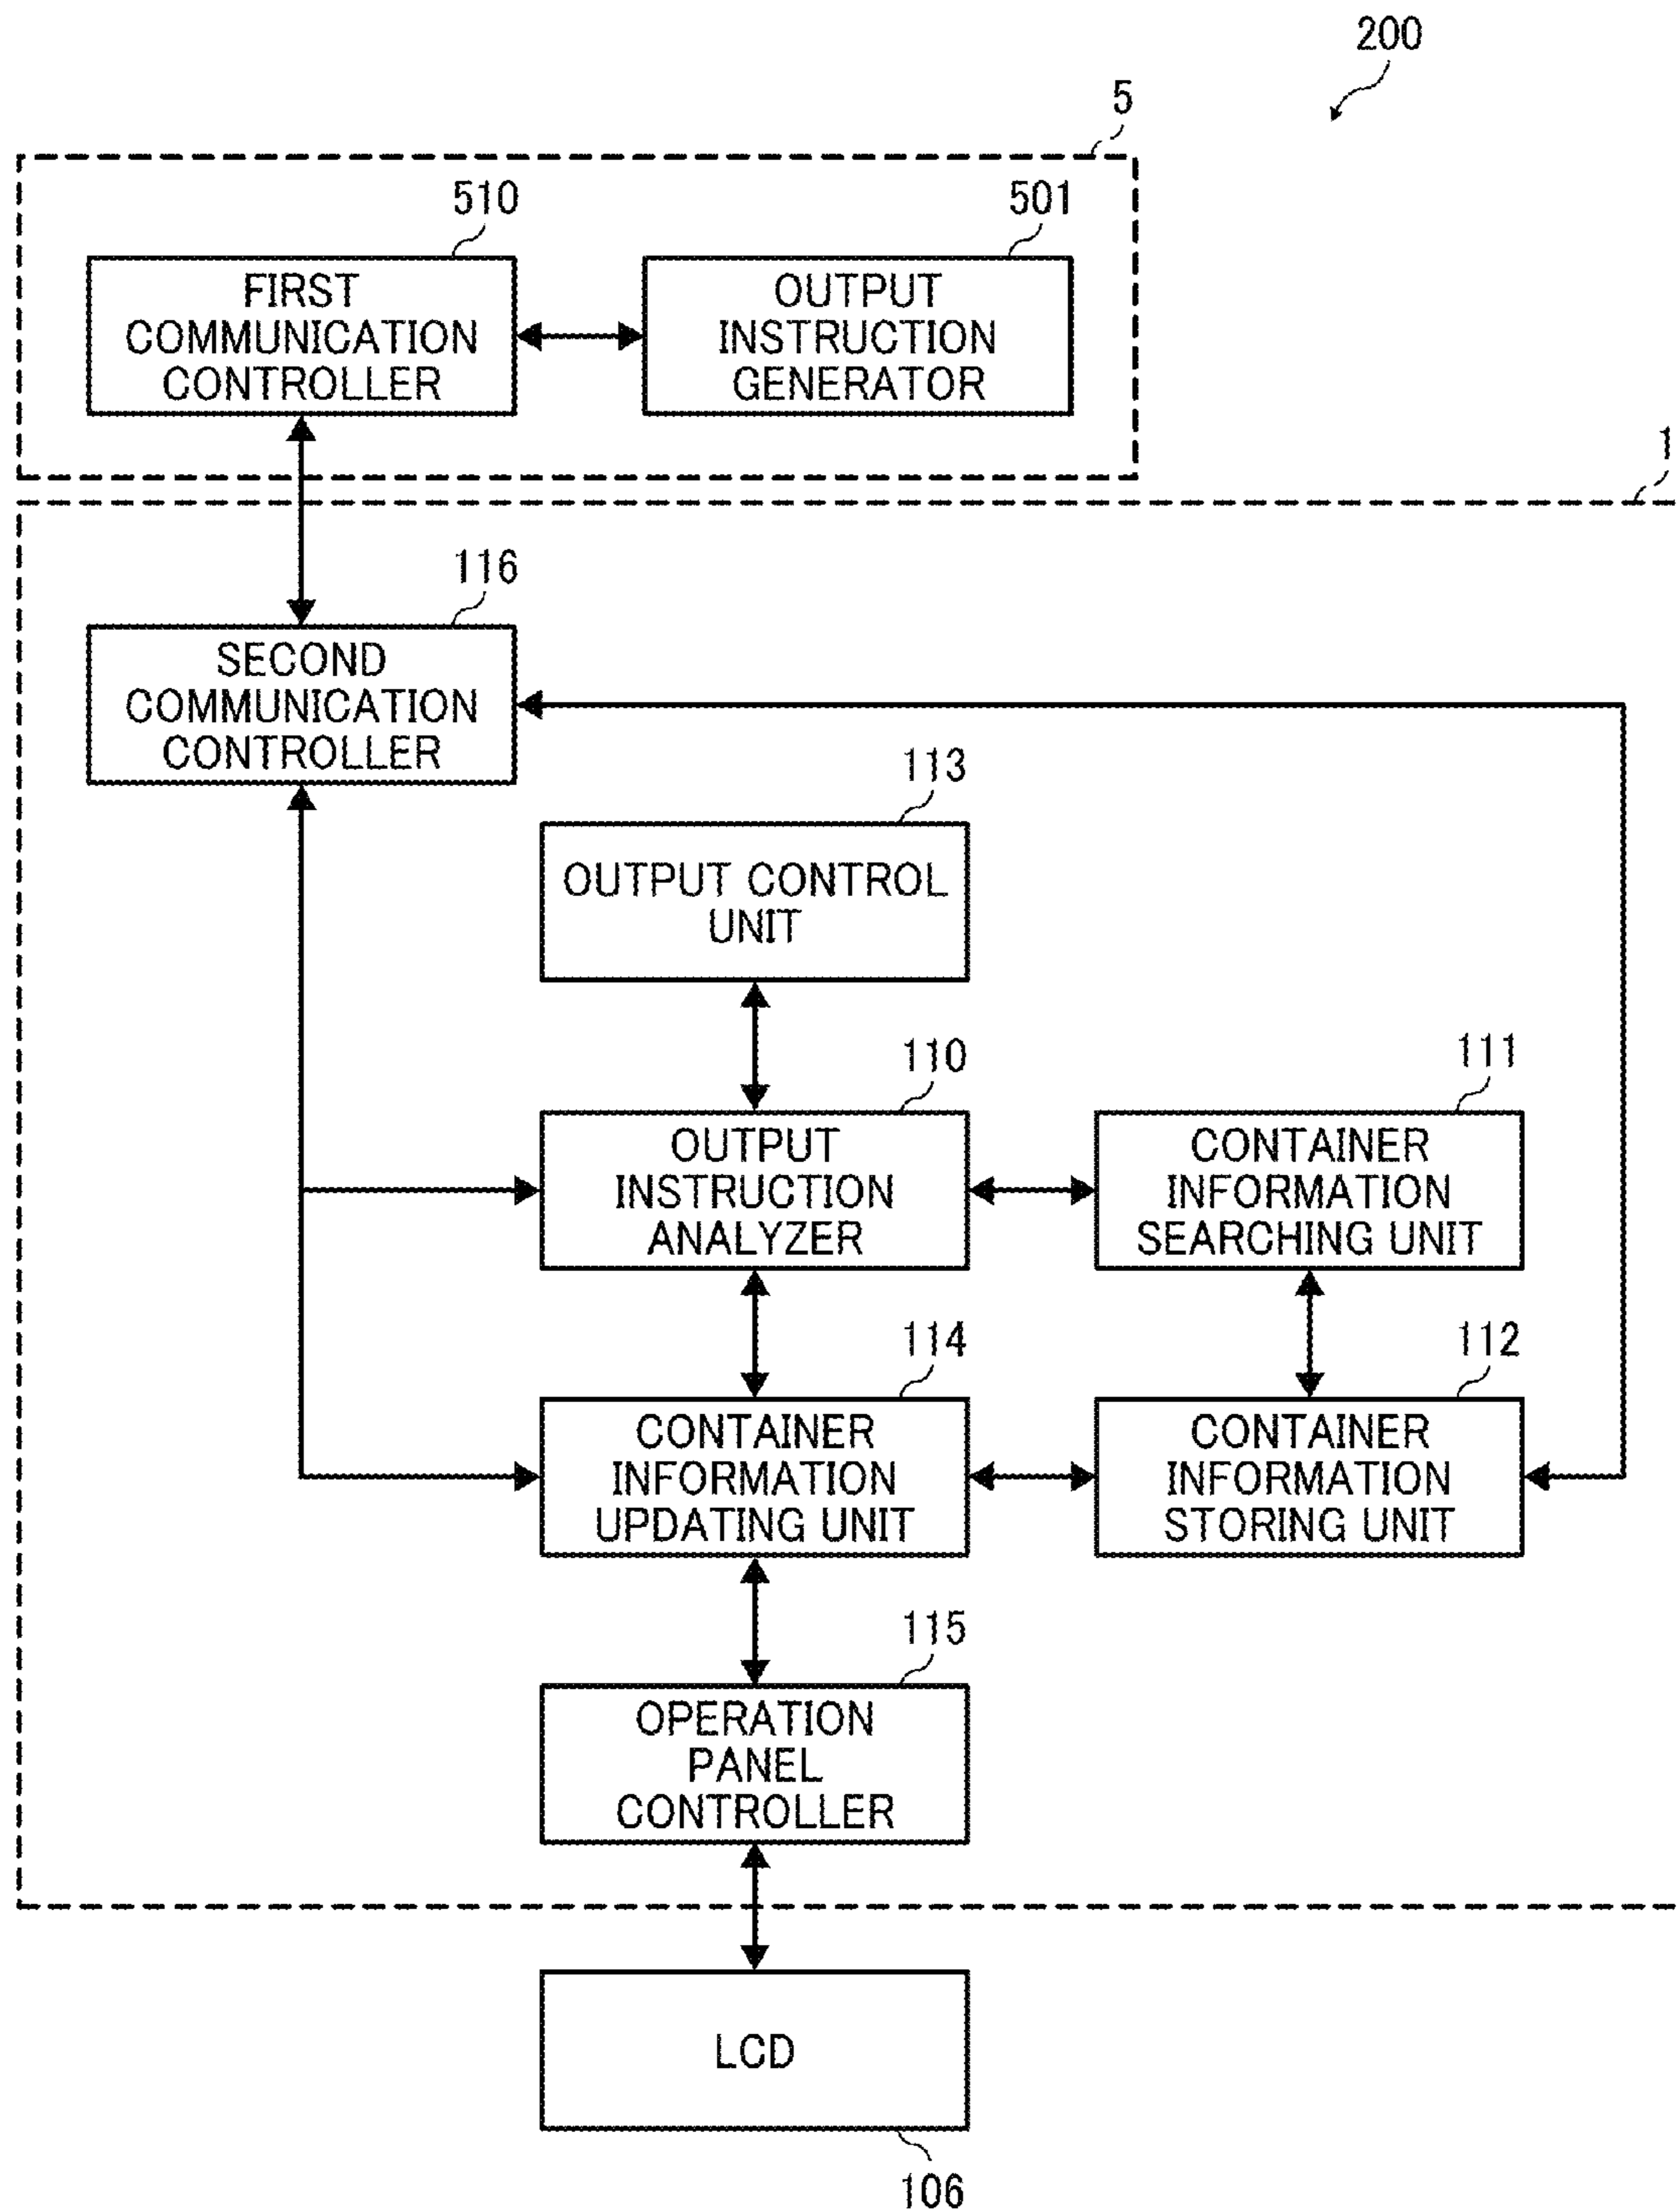 200
5
510
501
FIRST
COMMUNICATION
CONTROLLER
OUTPUT
INSTRUCTION
GENERATOR
1
116
SECOND
COMMUNICATION
CONTROLLER
113
OUTPUT CONTROL
UNIT
110
111
OUTPUT
INSTRUCTION
ANALYZER
CONTAINER
INFORMATION
SEARCHING UNIT
114
112
CONTAINER
INFORMATION
UPDATING UNIT
CONTAINER
INFORMATION
STORING UNIT
115
OPERATION
PANEL
CONTROLLER
LCD
106